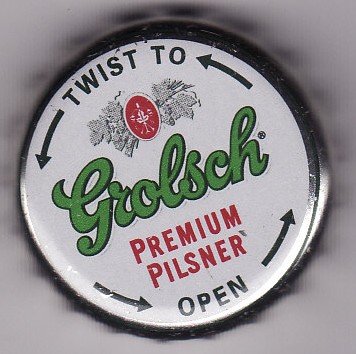 TWIST TO
Grolsch®
PREMIUM
PILSNER
OPEN